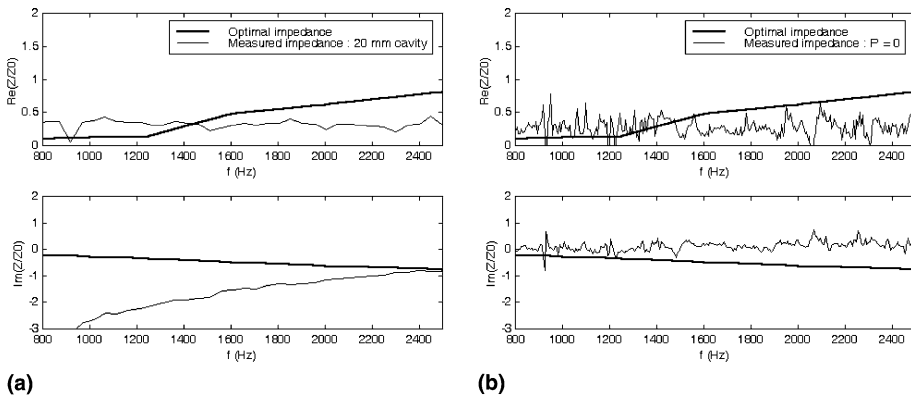 2
1.5
1
0.5
0
Re(Z/Z0)
Optimal impedance
Measured impedance : 20 mm cavity
800 1000 1200 1400 1600 1800 2000 2200 2400
f (Hz)
2
1
0
-1
-2
-3
Im(Z/Z0)
800 1000 1200 1400 1600 1800 2000 2200 2400
f (Hz)
(a)
2
1.5
1
0.5
0
Re(Z/Z0)
Optimal impedance
Measured impedance : P = 0
800 1000 1200 1400 1600 1800 2000 2200 2400
f (Hz)
2
1
0
-1
-2
-3
Im(Z/Z0)
800 1000 1200 1400 1600 1800 2000 2200 2400
f (Hz)
(b)